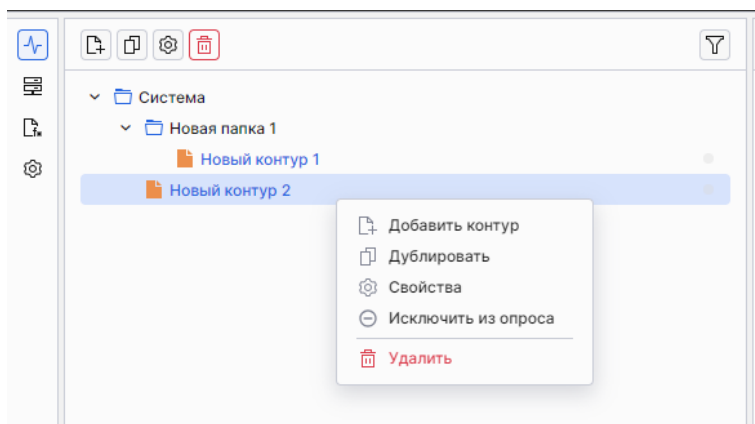 Система
Новая папка 1
Новый контур 1
Новый контур 2
Добавить контур
Дублировать
Свойства
Исключить из опроса
Удалить